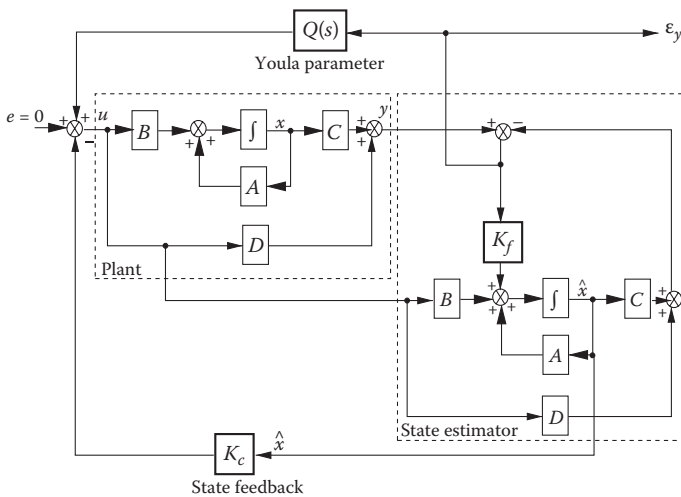 Q(s)
ε_y
Youla parameter
e = 0
+
+
−
u
B
+
+
∫
x
C
+
+
y
A
D
Plant
+
−
K_f
B
+
+
+
∫
x̂
C
+
+
A
D
State estimator
K_c
x̂
State feedback